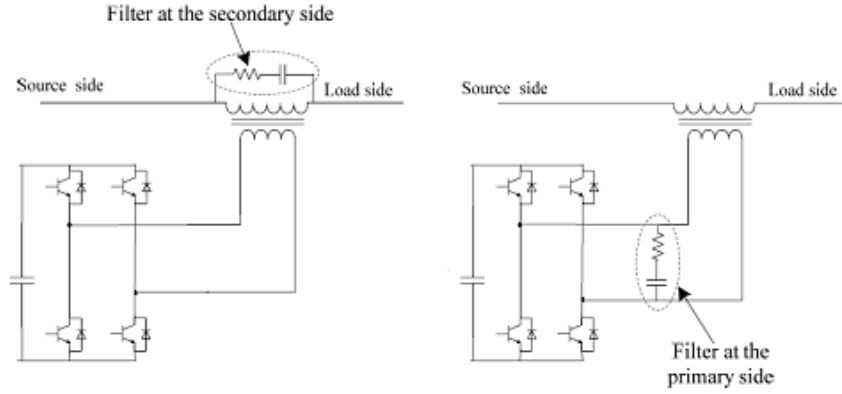 Filter at the secondary side
Source side
Load side
Source side
Load side
Filter at the
primary side